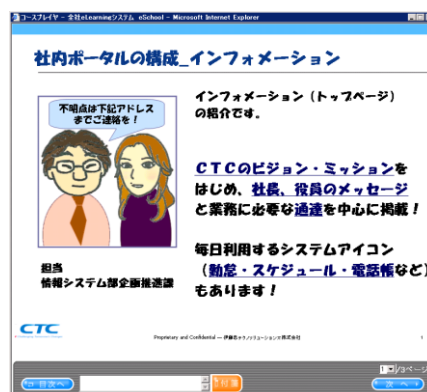 コースプレイヤ - 全社eLearningシステム eSchool - Microsoft Internet Explorer
社内ポータルの構成_インフォメーション
不明点は下記アドレス
までご連絡を！
インフォメーション（トップページ）
の紹介です。
CTCのビジョン・ミッションを
はじめ、社長、役員のメッセージ
と業務に必要な通達を中心に掲載！
毎日利用するシステムアイコン
（勤怠・スケジュール・電話帳など）
もあります！
担当
情報システム部企画推進課
CTC
Proprietary and Confidential ― 伊藤忠テクノソリューションズ株式会社
1
1/3ページ
目次へ
付箋
次へ